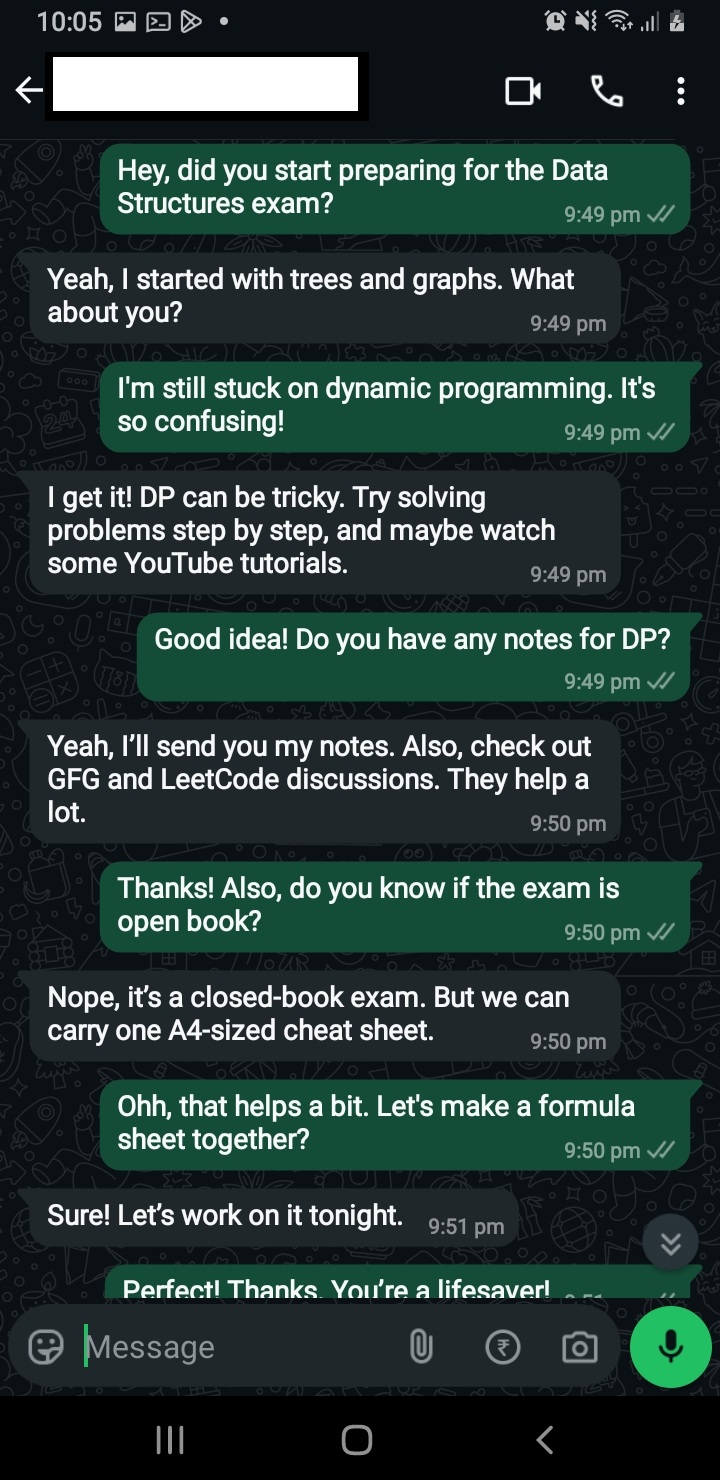 10:05
Hey, did you start preparing for the Data
Structures exam?
9:49 pm
Yeah, I started with trees and graphs. What
about you?
9:49 pm
I'm still stuck on dynamic programming. It's
so confusing!
9:49 pm
I get it! DP can be tricky. Try solving
problems step by step, and maybe watch
some YouTube tutorials.
9:49 pm
Good idea! Do you have any notes for DP?
9:49 pm
Yeah, I’ll send you my notes. Also, check out
GFG and LeetCode discussions. They help a
lot.
9:50 pm
Thanks! Also, do you know if the exam is
open book?
9:50 pm
Nope, it’s a closed-book exam. But we can
carry one A4-sized cheat sheet.
9:50 pm
Ohh, that helps a bit. Let's make a formula
sheet together?
9:50 pm
Sure! Let’s work on it tonight.
9:51 pm
Perfect! Thanks. You’re a lifesaver!
Message